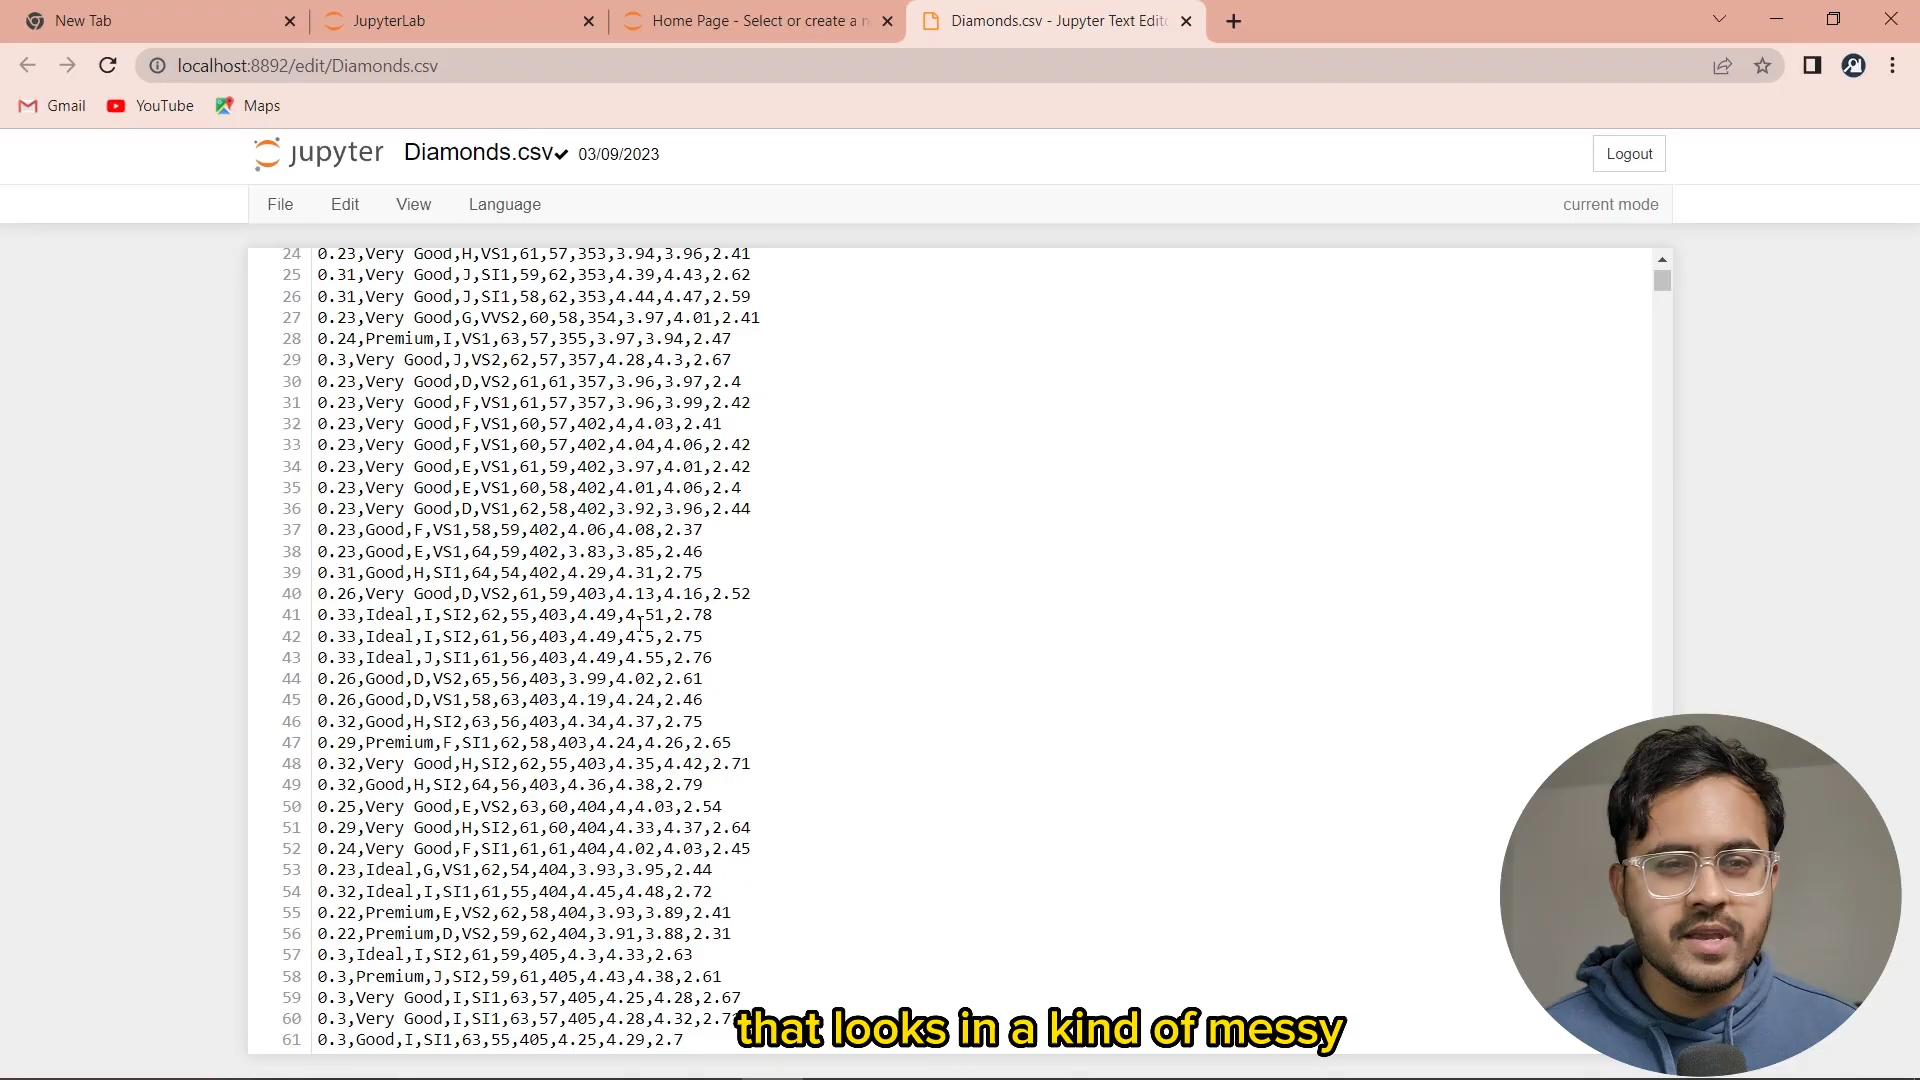 New Tab
JupyterLab
Home Page - Select or create a n
Diamonds.csv - Jupyter Text Edito
localhost:8892/edit/Diamonds.csv
Gmail
YouTube
Maps
jupyter
Diamonds.csv
03/09/2023
Logout
File
Edit
View
Language
current mode
24 0.23,Very Good,H,VS1,61,57,353,3.94,3.96,2.41
25 0.31,Very Good,J,SI1,59,62,353,4.39,4.43,2.62
26 0.31,Very Good,J,SI1,58,62,353,4.44,4.47,2.59
27 0.23,Very Good,G,VVS2,60,58,354,3.97,4.01,2.41
28 0.24,Premium,I,VS1,63,57,355,3.97,3.94,2.47
29 0.3,Very Good,J,VS2,62,57,357,4.28,4.3,2.67
30 0.23,Very Good,D,VS2,61,61,357,3.96,3.97,2.4
31 0.23,Very Good,F,VS1,61,57,357,3.96,3.99,2.42
32 0.23,Very Good,F,VS1,60,57,402,4,4.03,2.41
33 0.23,Very Good,F,VS1,60,57,402,4.04,4.06,2.42
34 0.23,Very Good,E,VS1,61,59,402,3.97,4.01,2.42
35 0.23,Very Good,E,VS1,60,58,402,4.01,4.06,2.4
36 0.23,Very Good,D,VS1,62,58,402,3.92,3.96,2.44
37 0.23,Good,F,VS1,58,59,402,4.06,4.08,2.37
38 0.23,Good,E,VS1,64,59,402,3.83,3.85,2.46
39 0.31,Good,H,SI1,64,54,402,4.29,4.31,2.75
40 0.26,Very Good,D,VS2,61,59,403,4.13,4.16,2.52
41 0.33,Ideal,I,SI2,62,55,403,4.49,4.51,2.78
42 0.33,Ideal,I,SI2,61,56,403,4.49,4.5,2.75
43 0.33,Ideal,J,SI1,61,56,403,4.49,4.55,2.76
44 0.26,Good,D,VS2,65,56,403,3.99,4.02,2.61
45 0.26,Good,D,VS1,58,63,403,4.19,4.24,2.46
46 0.32,Good,H,SI2,63,56,403,4.34,4.37,2.75
47 0.29,Premium,F,SI1,62,58,403,4.24,4.26,2.65
48 0.32,Very Good,H,SI2,62,55,403,4.35,4.42,2.71
49 0.32,Good,H,SI2,64,56,403,4.36,4.38,2.79
50 0.25,Very Good,E,VS2,63,60,404,4,4.03,2.54
51 0.29,Very Good,H,SI2,61,60,404,4.33,4.37,2.64
52 0.24,Very Good,F,SI1,61,61,404,4.02,4.03,2.45
53 0.23,Ideal,G,VS1,62,54,404,3.93,3.95,2.44
54 0.32,Ideal,I,SI1,61,55,404,4.45,4.48,2.72
55 0.22,Premium,E,VS2,62,58,404,3.93,3.89,2.41
56 0.22,Premium,D,VS2,59,62,404,3.91,3.88,2.31
57 0.3,Ideal,I,SI2,61,59,405,4.3,4.33,2.63
58 0.3,Premium,J,SI2,59,61,405,4.43,4.38,2.61
59 0.3,Very Good,I,SI1,63,57,405,4.25,4.28,2.67
60 0.3,Very Good,I,SI1,63,57,405,4.28,4.32,2.7
61 0.3,Good,I,SI1,63,55,405,4.25,4.29,2.7
that looks in a kind of messy